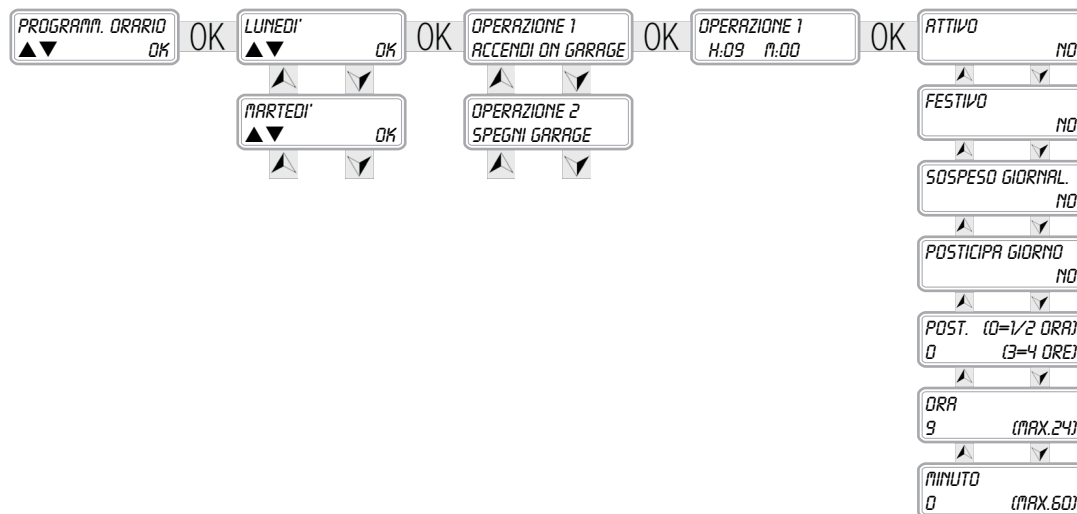 PROGRAMM. ORARIO
▲▼ OK
OK
LUNEDI'
▲▼ OK
OK
OPERAZIONE 1
ACCENDI ON GARAGE
OK
OPERAZIONE 1
H:09 M:00
OK
ATTIVO
NO
MARTEDI'
▲▼ OK
OPERAZIONE 2
SPEGNI GARAGE
FESTIVO
NO
SOSPESO GIORNAL.
NO
POSTICIPA GIORNO
NO
POST. (0=1/2 ORA)
0 (3=4 ORE)
ORA
9 (MAX.24)
MINUTO
0 (MAX.60)